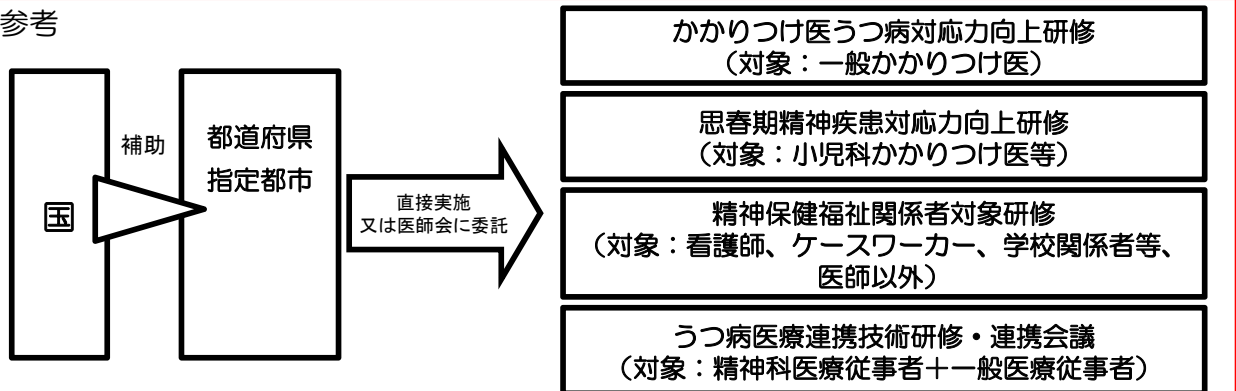 参考
国
補助
都道府県
指定都市
直接実施
又は医師会に委託
かかりつけ医うつ病対応力向上研修
（対象：一般かかりつけ医）
思春期精神疾患対応力向上研修
（対象：小児科かかりつけ医等）
精神保健福祉関係者対象研修
（対象：看護師、ケースワーカー、学校関係者等、
医師以外）
うつ病医療連携技術研修・連携会議
（対象：精神科医療従事者＋一般医療従事者）